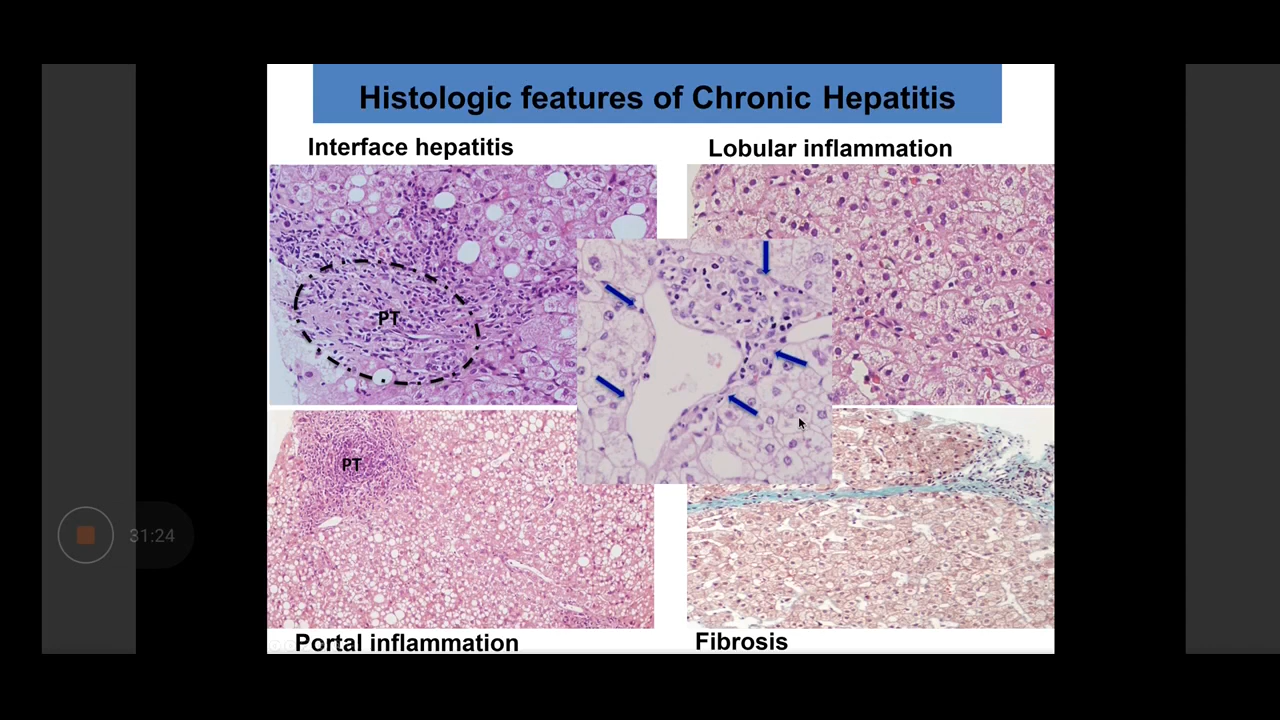 Histologic features of Chronic Hepatitis
Interface hepatitis
Lobular inflammation
PT
PT
31:24
Portal inflammation
Fibrosis